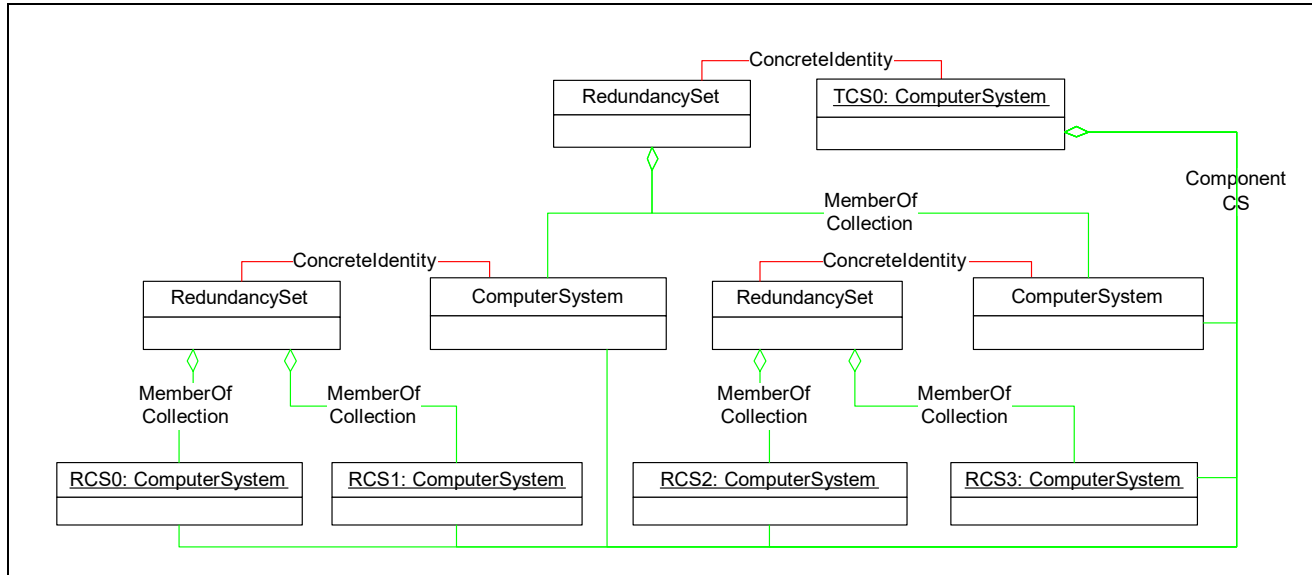 ConcreteIdentity
RedundancySet
TCS0: ComputerSystem
Component
CS
MemberOf
Collection
ConcreteIdentity
ConcreteIdentity
RedundancySet
ComputerSystem
RedundancySet
ComputerSystem
MemberOf
Collection
MemberOf
Collection
MemberOf
Collection
MemberOf
Collection
RCS0: ComputerSystem
RCS1: ComputerSystem
RCS2: ComputerSystem
RCS3: ComputerSystem